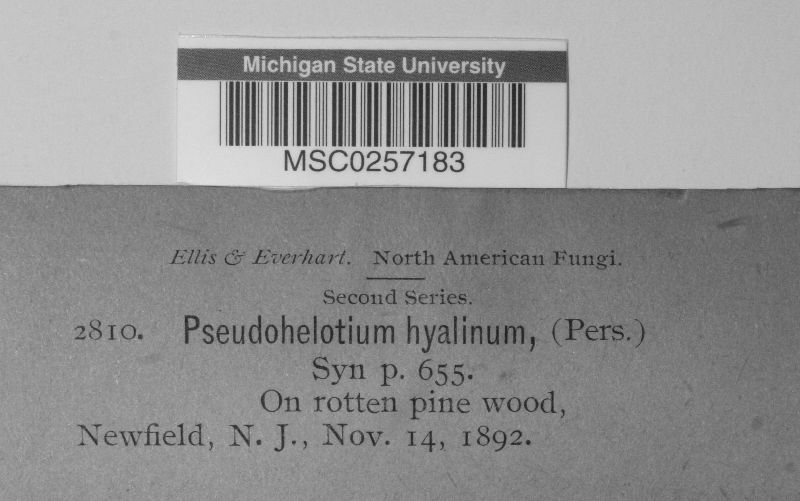 Michigan State University
MSC0257183
Ellis & Everhart. North American Fungi.
Second Series.
2810. Pseudohelotium hyalinum, (Pers.)
Syn p. 655.
On rotten pine wood,
Newfield, N. J., Nov. 14, 1892.